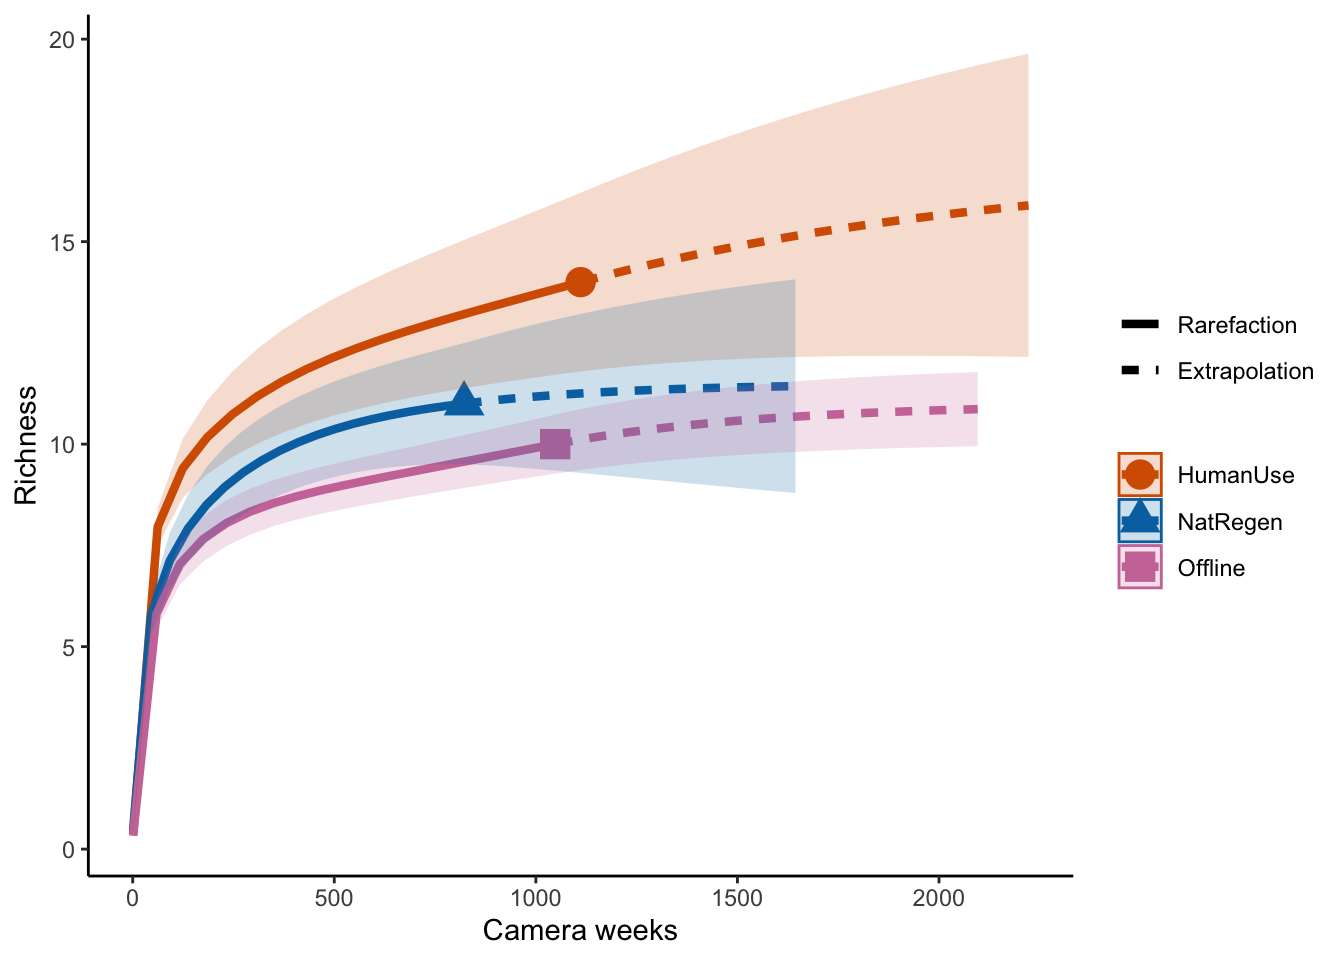 20
15
10
5
0
Richness
0 500 1000 1500 2000
Camera weeks
Rarefaction
Extrapolation
HumanUse
NatRegen
Offline